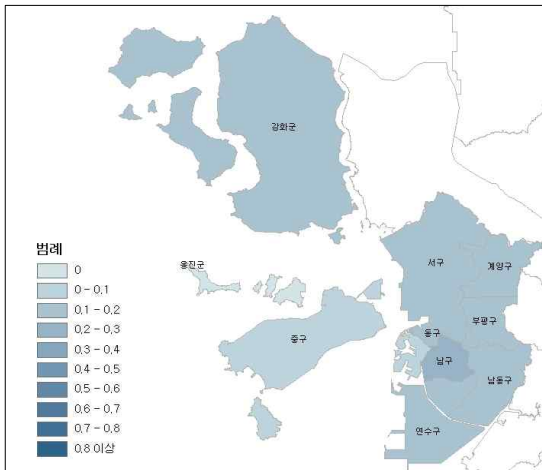 강화군
옹진군
서구
계양구
부평구
중구
동구
남구
남동구
연수구
범례
0
0 - 0.1
0.1 - 0.2
0.2 - 0.3
0.3 - 0.4
0.4 - 0.5
0.5 - 0.6
0.6 - 0.7
0.7 - 0.8
0.8 이상